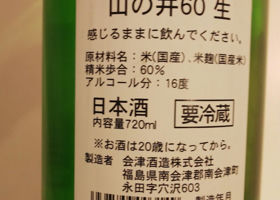 山の井60 生
感じるままに飲んでください。
原材料名：米(国産)、米麹(国産米)
精米歩合：60％
アルコール分：16度
日本酒 要冷蔵
内容量720ml
※お酒は20歳になってから。
製造者 会津酒造株式会社
福島県南会津郡南会津町
永田字穴沢603
製造年月